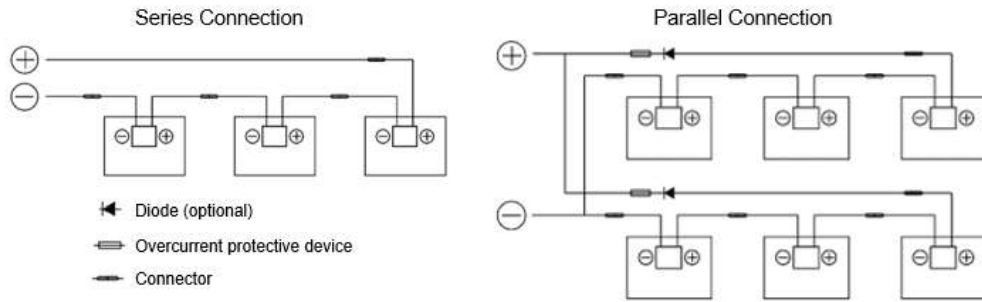 Series Connection
Parallel Connection
Diode (optional)
Overcurrent protective device
Connector